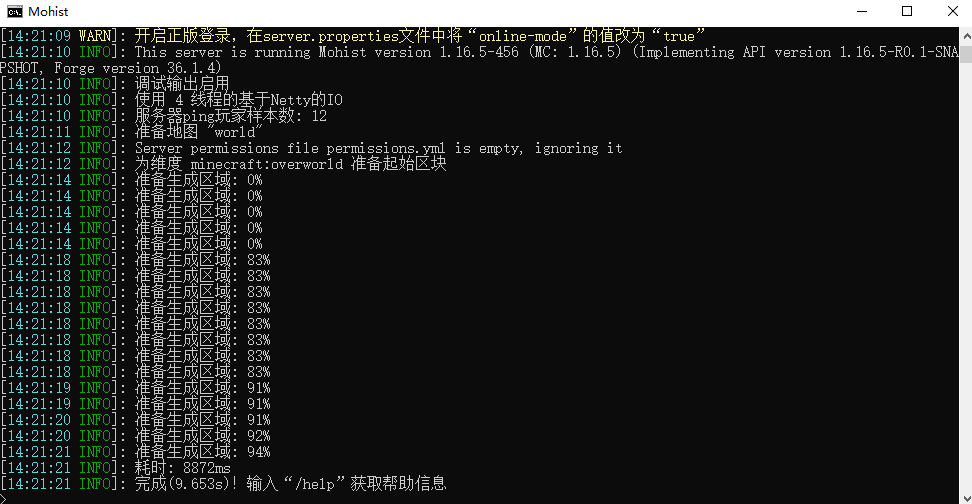 Mohist
[14:21:09 WARN]: 开启正版登录，在server.properties文件中将“online-mode”的值改为“true”
[14:21:10 INFO]: This server is running Mohist version 1.16.5-456 (MC: 1.16.5) (Implementing API version 1.16.5-R0.1-SNA
PSHOT, Forge version 36.1.4)
[14:21:10 INFO]: 调试输出启用
[14:21:10 INFO]: 使用 4 线程的基于Netty的IO
[14:21:10 INFO]: 服务器ping玩家样本数: 12
[14:21:11 INFO]: 准备地图 "world"
[14:21:12 INFO]: Server permissions file permissions.yml is empty, ignoring it
[14:21:12 INFO]: 为维度 minecraft:overworld 准备起始区块
[14:21:14 INFO]: 准备生成区域: 0%
[14:21:14 INFO]: 准备生成区域: 0%
[14:21:14 INFO]: 准备生成区域: 0%
[14:21:14 INFO]: 准备生成区域: 0%
[14:21:14 INFO]: 准备生成区域: 0%
[14:21:18 INFO]: 准备生成区域: 83%
[14:21:18 INFO]: 准备生成区域: 83%
[14:21:18 INFO]: 准备生成区域: 83%
[14:21:18 INFO]: 准备生成区域: 83%
[14:21:18 INFO]: 准备生成区域: 83%
[14:21:18 INFO]: 准备生成区域: 83%
[14:21:18 INFO]: 准备生成区域: 83%
[14:21:18 INFO]: 准备生成区域: 83%
[14:21:19 INFO]: 准备生成区域: 91%
[14:21:19 INFO]: 准备生成区域: 91%
[14:21:20 INFO]: 准备生成区域: 91%
[14:21:20 INFO]: 准备生成区域: 92%
[14:21:21 INFO]: 准备生成区域: 94%
[14:21:21 INFO]: 耗时: 8872ms
[14:21:21 INFO]: 完成(9.653s)! 输入“/help”获取帮助信息
>